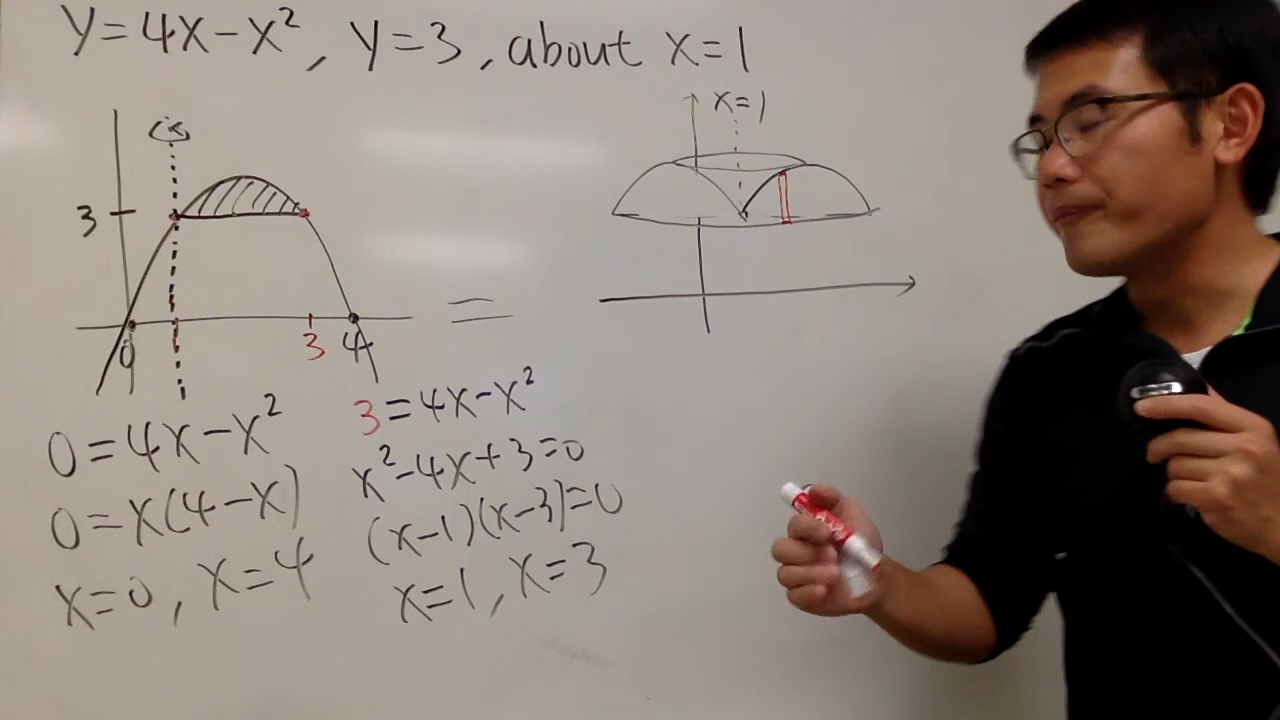 y=4x-x², y=3, about x=1
x=1
3
0 1 3 4
=
0=4x-x²
0=x(4-x)
x=0, x=4
3=4x-x²
x²-4x+3=0
(x-1)(x-3)=0
x=1, x=3